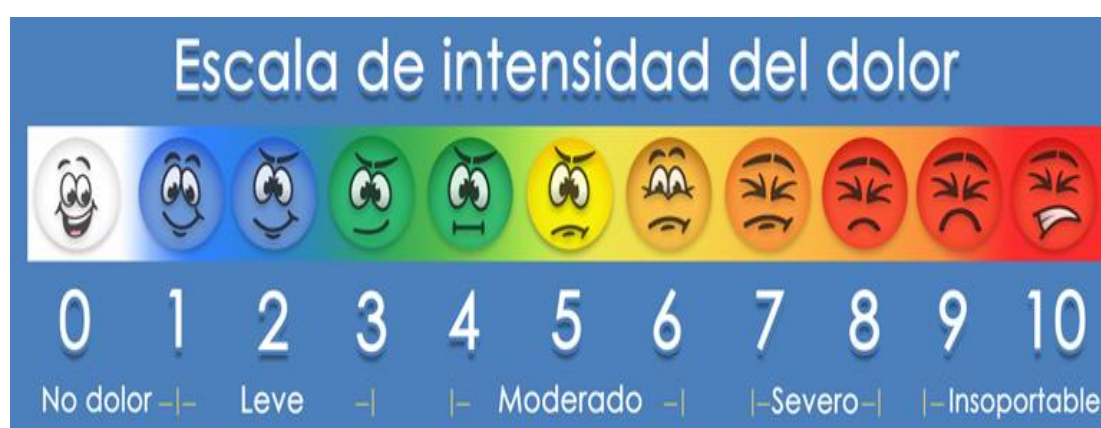 Escala de intensidad del dolor
0 1 2 3 4 5 6 7 8 9 10
No dolor -|- Leve -| |- Moderado -| |-Severo-| |-Insoportable